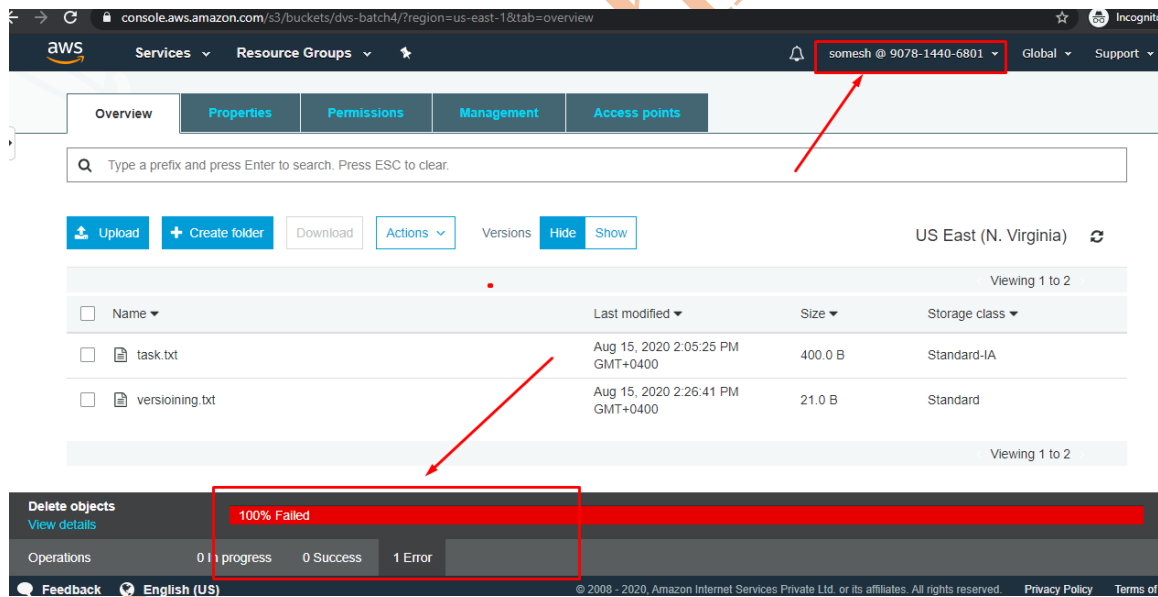 console.aws.amazon.com/s3/buckets/dvs-batch4/?region=us-east-1&tab=overview
Incognito
aws Services Resource Groups somesh @ 9078-1440-6801 Global Support
Overview Properties Permissions Management Access points
Type a prefix and press Enter to search. Press ESC to clear.
Upload + Create folder Download Actions Versions Hide Show
US East (N. Virginia)
Viewing 1 to 2
Name Last modified Size Storage class
task.txt Aug 15, 2020 2:05:25 PM GMT+0400 400.0 B Standard-IA
versioining.txt Aug 15, 2020 2:26:41 PM GMT+0400 21.0 B Standard
Viewing 1 to 2
Delete objects
View details
100% Failed
Operations 0 In progress 0 Success 1 Error
Feedback English (US) © 2008 - 2020, Amazon Internet Services Private Ltd. or its affiliates. All rights reserved. Privacy Policy Terms of